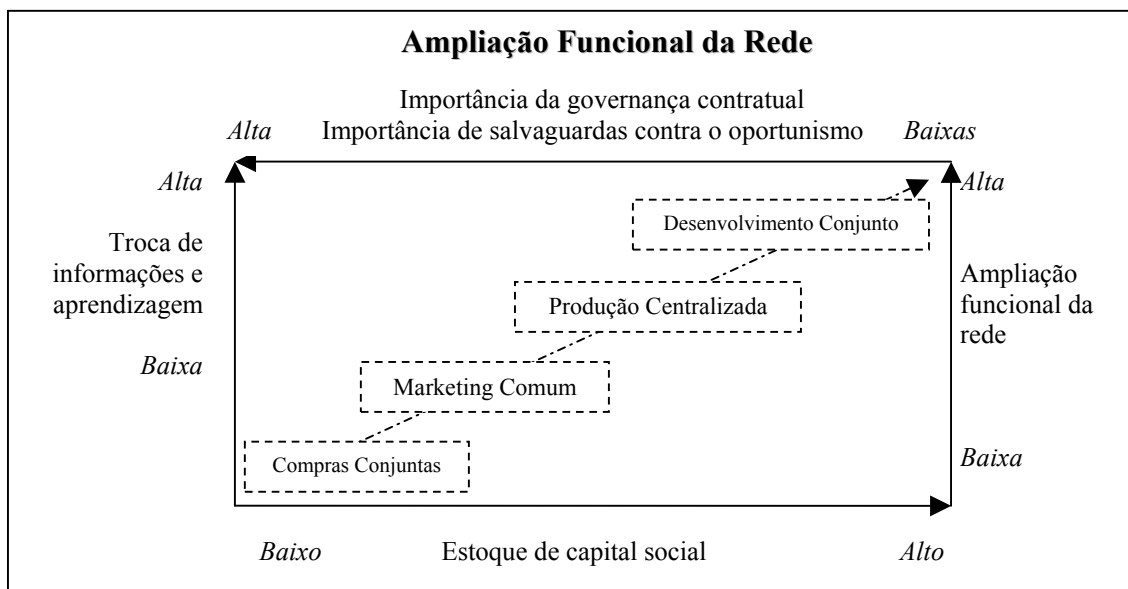 Ampliação Funcional da Rede
Importância da governança contratual
Alta Importância de salvaguardas contra o oportunismo Baixas
Alta Alta
Desenvolvimento Conjunto
Troca de
informações e
aprendizagem
Ampliação
funcional da
rede
Produção Centralizada
Baixa
Marketing Comum
Compras Conjuntas
Baixa
Baixo Estoque de capital social Alto